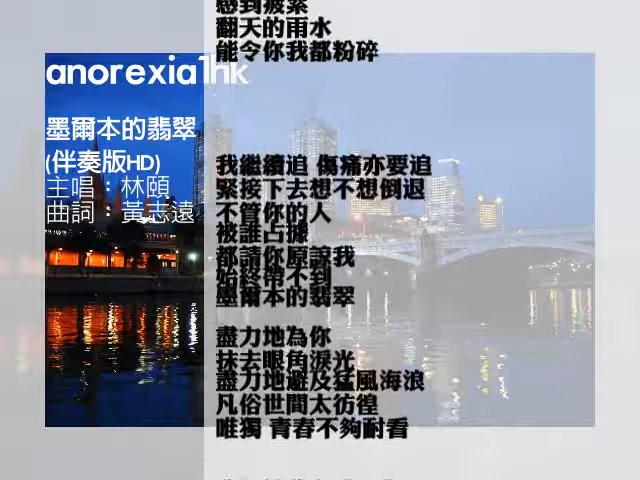 anorexia1hk
墨爾本的翡翠
(伴奏版HD)
主唱：林頤
曲詞：黃志遠
感到疲累
翻天的雨水
能令你我都粉碎
我繼續追 傷痛亦要追
緊接下去想不想倒退
不管你的人
被誰占據
都請你原諒我
始終帶不到
墨爾本的翡翠
盡力地為你
抹去眼角淚光
盡力地避及猛風海浪
凡俗世間太彷徨
唯獨 青春不夠耐看